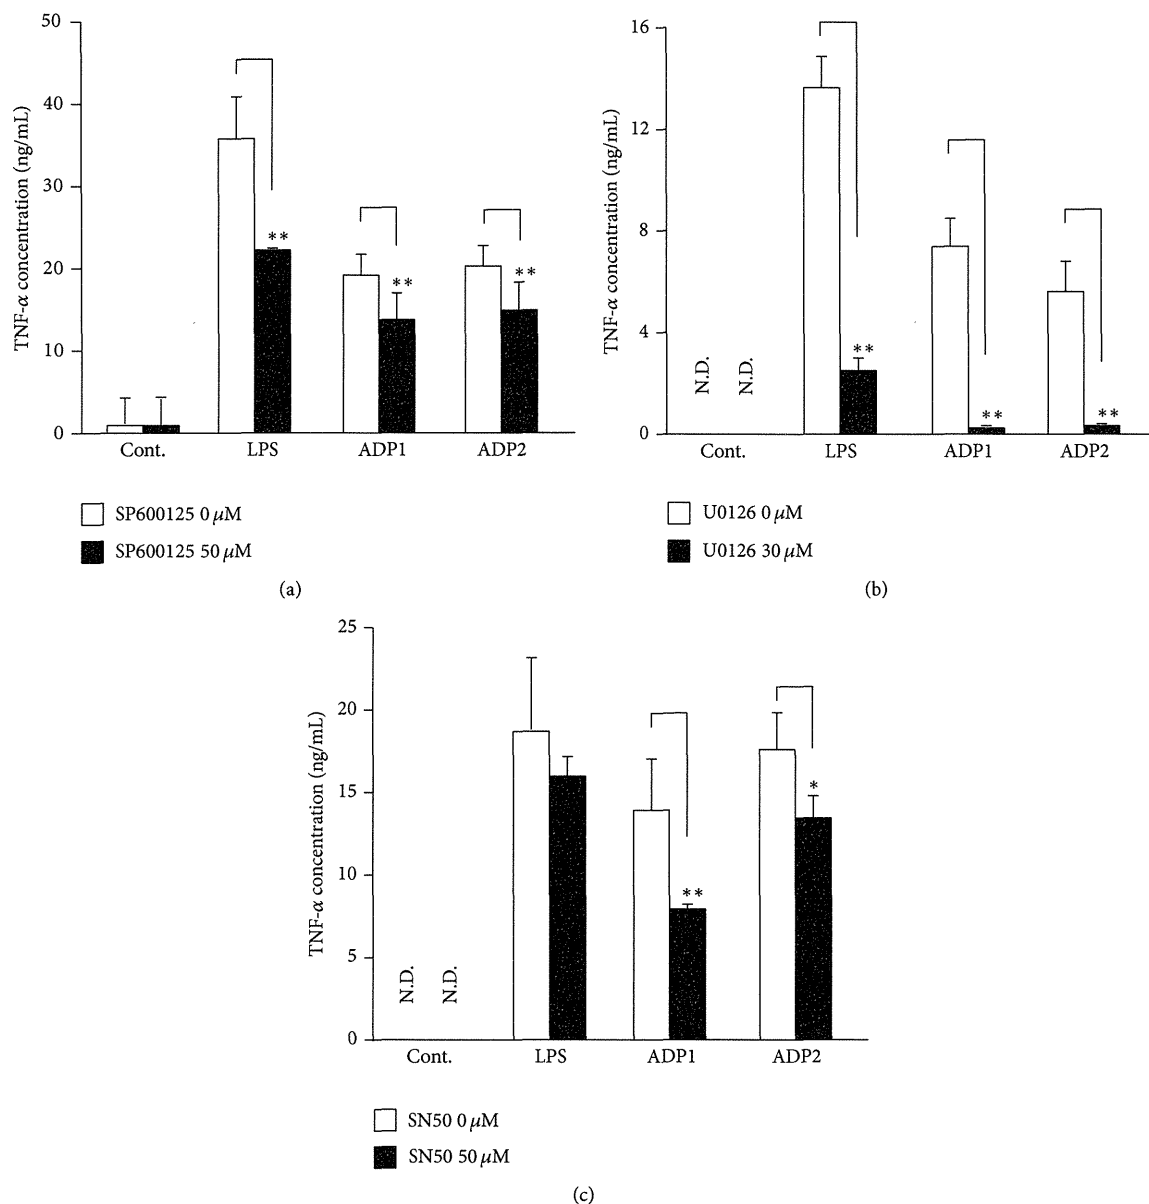 50
40
30
20
10
0
TNF-α concentration (ng/mL)
**
**
**
Cont.
LPS
ADP1
ADP2
SP600125 0 μM
SP600125 50 μM
(a)
16
12
8
4
0
TNF-α concentration (ng/mL)
N.D.
N.D.
**
**
**
Cont.
LPS
ADP1
ADP2
U0126 0 μM
U0126 30 μM
(b)
25
20
15
10
5
0
TNF-α concentration (ng/mL)
N.D.
N.D.
**
*
Cont.
LPS
ADP1
ADP2
SN50 0 μM
SN50 50 μM
(c)